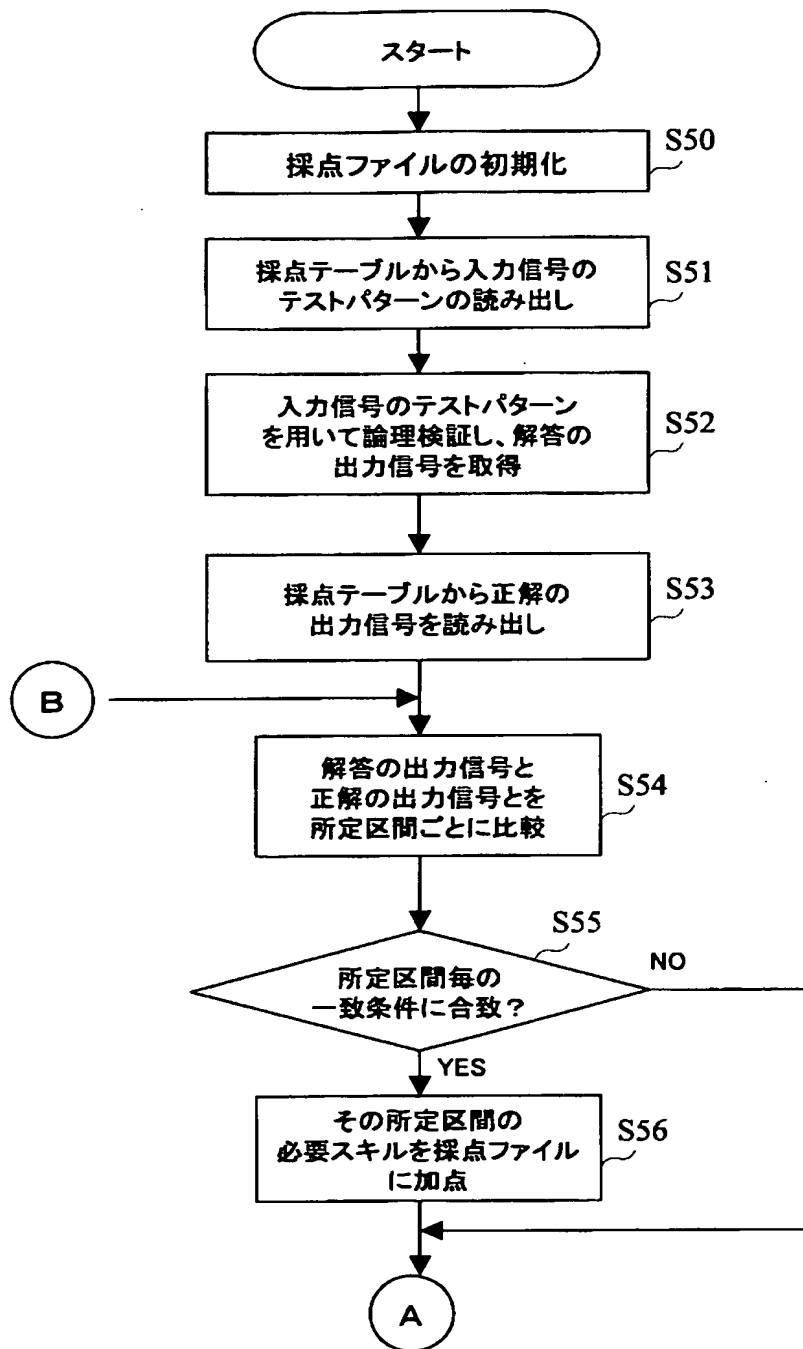 スタート
S50
採点ファイルの初期化
S51
採点テーブルから入力信号の
テストパターンの読み出し
S52
入力信号のテストパターン
を用いて論理検証し、解答の
出力信号を取得
S53
採点テーブルから正解の
出力信号を読み出し
B
解答の出力信号と
正解の出力信号とを
所定区間ごとに比較
S54
S55
所定区間毎の
一致条件に合致?
NO
YES
その所定区間の
必要スキルを採点ファイル
に加点
S56
A